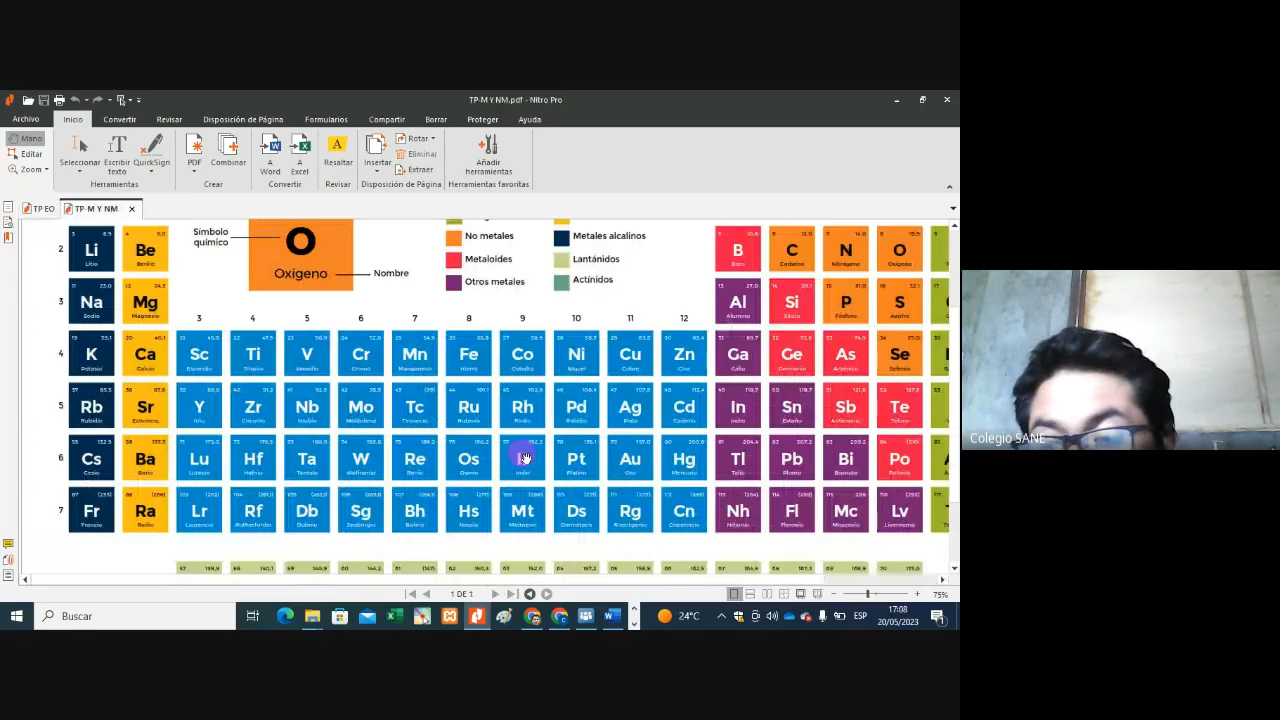 TP-M Y NM.pdf - Nitro Pro
Archivo Inicio Convertir Revisar Disposición de Página Formularios Compartir Borrar Proteger Ayuda
Mano
Editar
Zoom
Seleccionar Escribir texto QuickSign
Herramientas
PDF Combinar
Crear
A Word A Excel
Convertir
Resaltar
Revisar
Insertar Rotar
Eliminar
Extraer
Disposición de Página
Añadir herramientas
Herramientas favoritas
TP EO TP-M Y NM
Símbolo químico
O
Oxígeno
Nombre
No metales Metales alcalinos
Metaloides Lantánidos
Otros metales Actínidos
3 4 5 6 7 8 9 10 11 12
2 Li Be B C N O
3 Na Mg Al Si P S
4 K Ca Sc Ti V Cr Mn Fe Co Ni Cu Zn Ga Ge As Se
5 Rb Sr Y Zr Nb Mo Tc Ru Rh Pd Ag Cd In Sn Sb Te
6 Cs Ba Lu Hf Ta W Re Os Pt Au Hg Tl Pb Bi Po
7 Fr Ra Lr Rf Db Sg Bh Hs Mt Ds Rg Cn Nh Fl Mc Lv
1 DE 1
75%
Buscar
24°C
ESP
17:08
20/05/2023
Colegio SANE